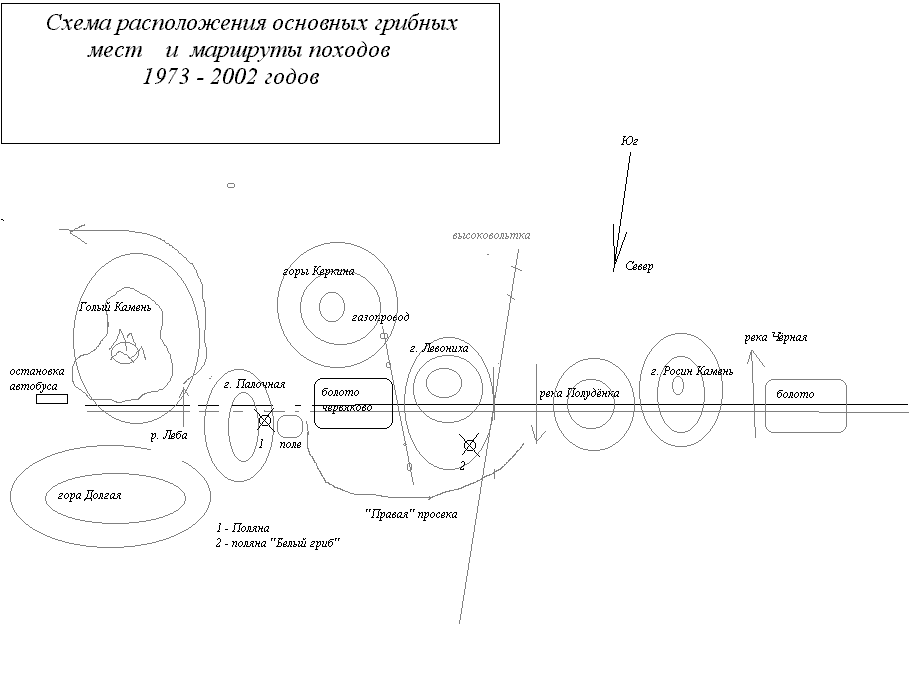 Схема расположения основных грибных
мест и маршруты походов
1973 - 2002 годов
Юг
высоковольтка
Север
горы Керкина
Голый Камень
газопровод
река Черная
г. Левониха
остановка
автобуса
г. Палочная
болото
червяково
река Полудёнка
г. Росин Камень
болото
р. Леба
1
поле
2
гора Долгая
"Правая" просека
1 - Поляна
2 - поляна "Белый гриб"